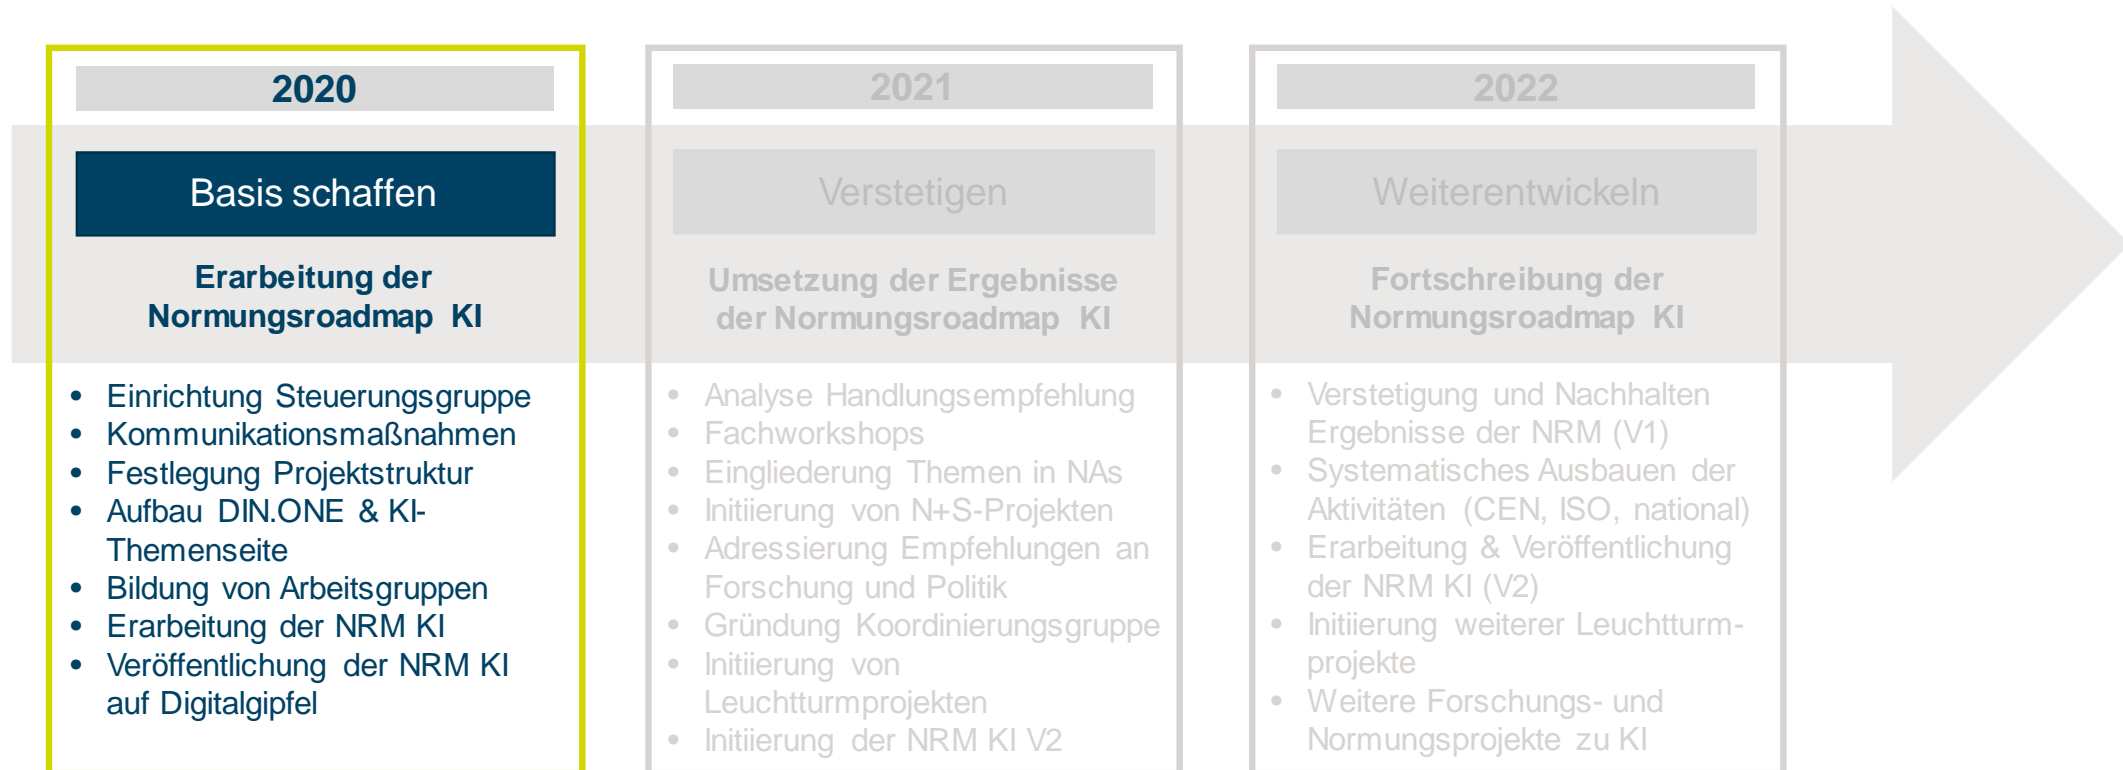 2020
Basis schaffen
Erarbeitung der
Normungsroadmap KI
• Einrichtung Steuerungsgruppe
• Kommunikationsmaßnahmen
• Festlegung Projektstruktur
• Aufbau DIN.ONE & KI-
Themenseite
• Bildung von Arbeitsgruppen
• Erarbeitung der NRM KI
• Veröffentlichung der NRM KI
auf Digitalgipfel
2021
Verstetigen
Umsetzung der Ergebnisse
der Normungsroadmap KI
• Analyse Handlungsempfehlung
• Fachworkshops
• Eingliederung Themen in NAs
• Initiierung von N+S-Projekten
• Adressierung Empfehlungen an
Forschung und Politik
• Gründung Koordinierungsgruppe
• Initiierung von
Leuchtturmprojekten
• Initiierung der NRM KI V2
2022
Weiterentwickeln
Fortschreibung der
Normungsroadmap KI
• Verstetigung und Nachhalten
Ergebnisse der NRM (V1)
• Systematisches Ausbauen der
Aktivitäten (CEN, ISO, national)
• Erarbeitung & Veröffentlichung
der NRM KI (V2)
• Initiierung weiterer Leuchtturm-
projekte
• Weitere Forschungs- und
Normungsprojekte zu KI